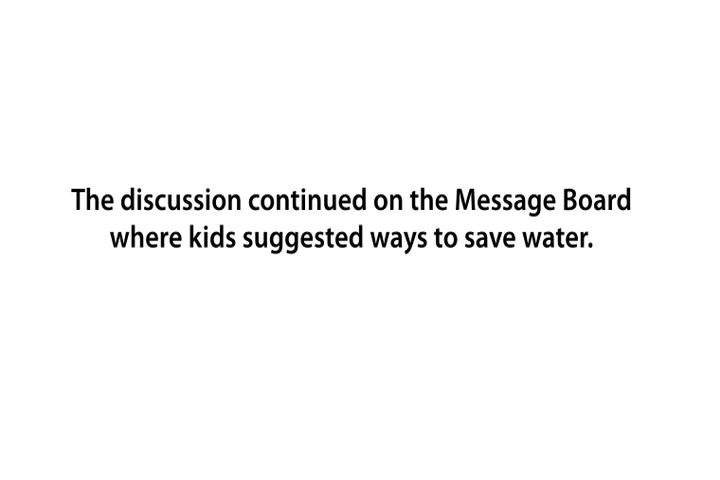 The discussion continued on the Message Board
where kids suggested ways to save water.